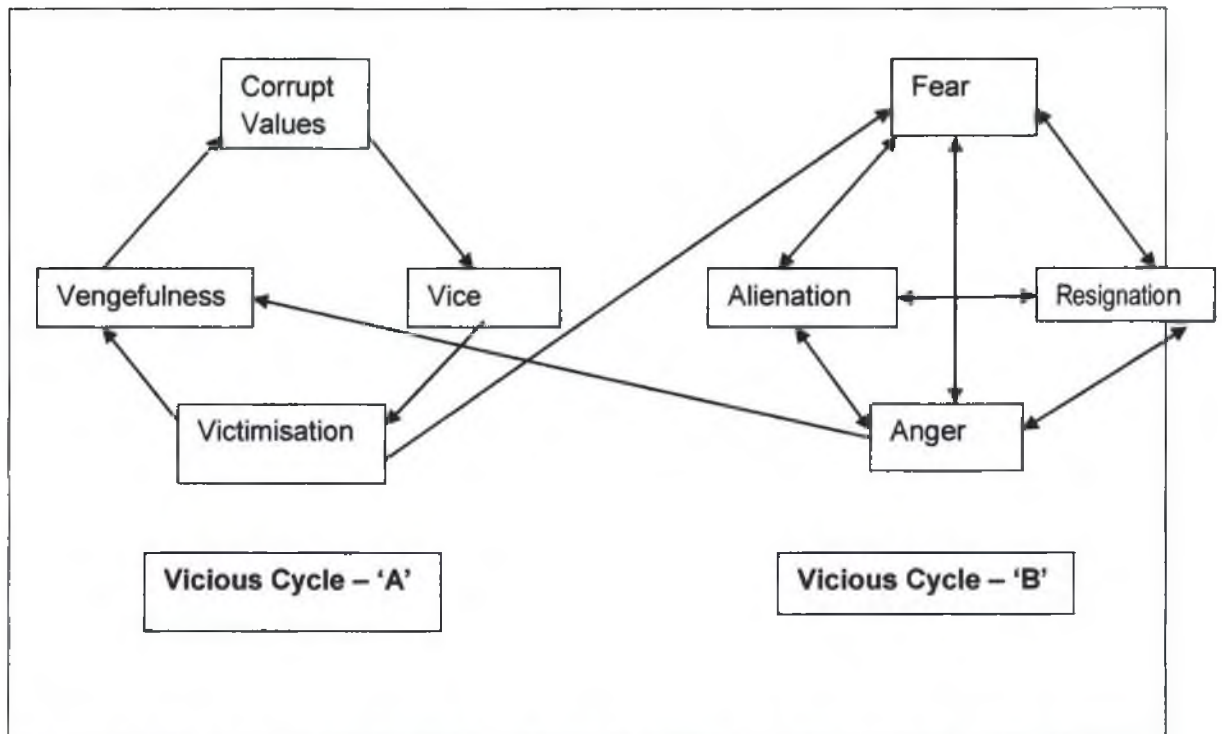 Corrupt
Values
Fear
Vengefulness
Vice
Alienation
Resignation
Victimisation
Anger
Vicious Cycle – ‘A’
Vicious Cycle – ‘B’